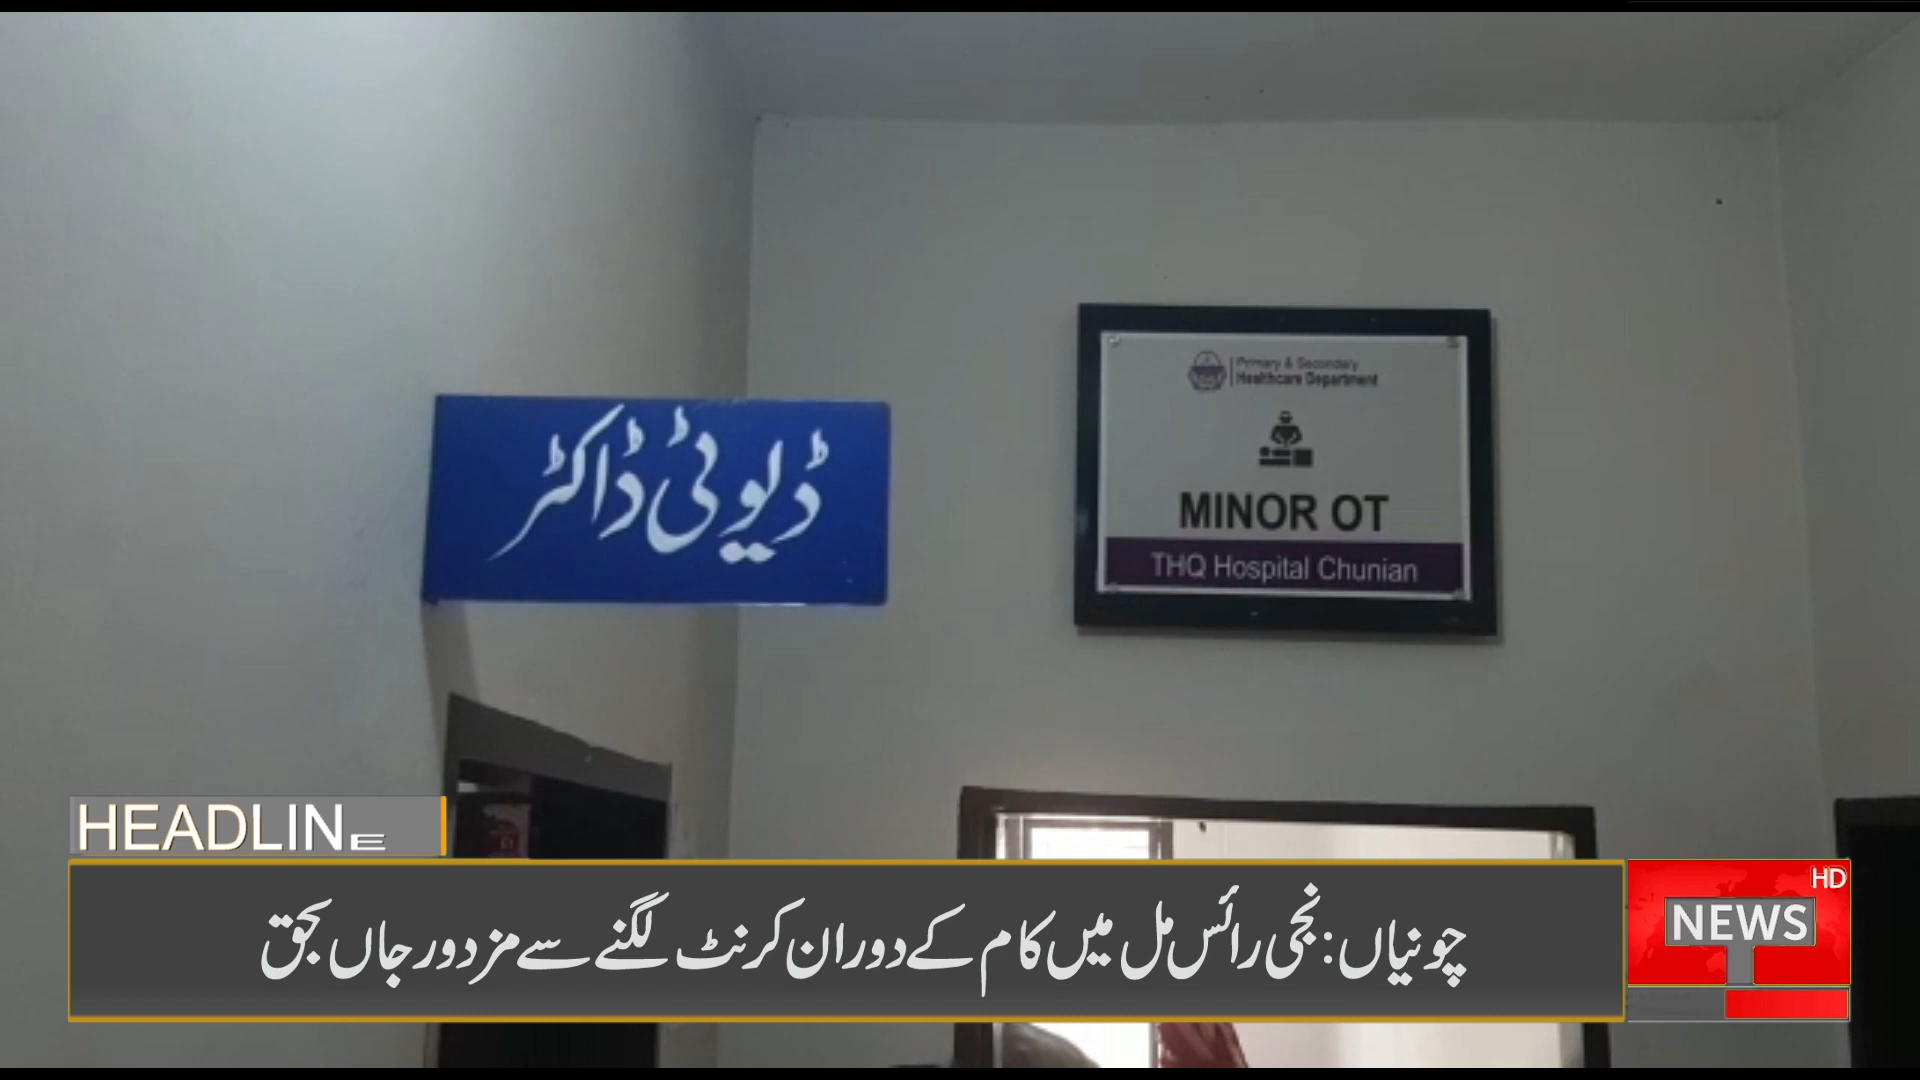 ڈیوٹی ڈاکٹر
Primary & Secondary
Healthcare Department
MINOR OT
THQ Hospital Chunian
HEADLINE
HD
NEWS
چونیاں: نجی رائس مل میں کام کے دوران کرنٹ لگنے سے مزدور جاں بحق